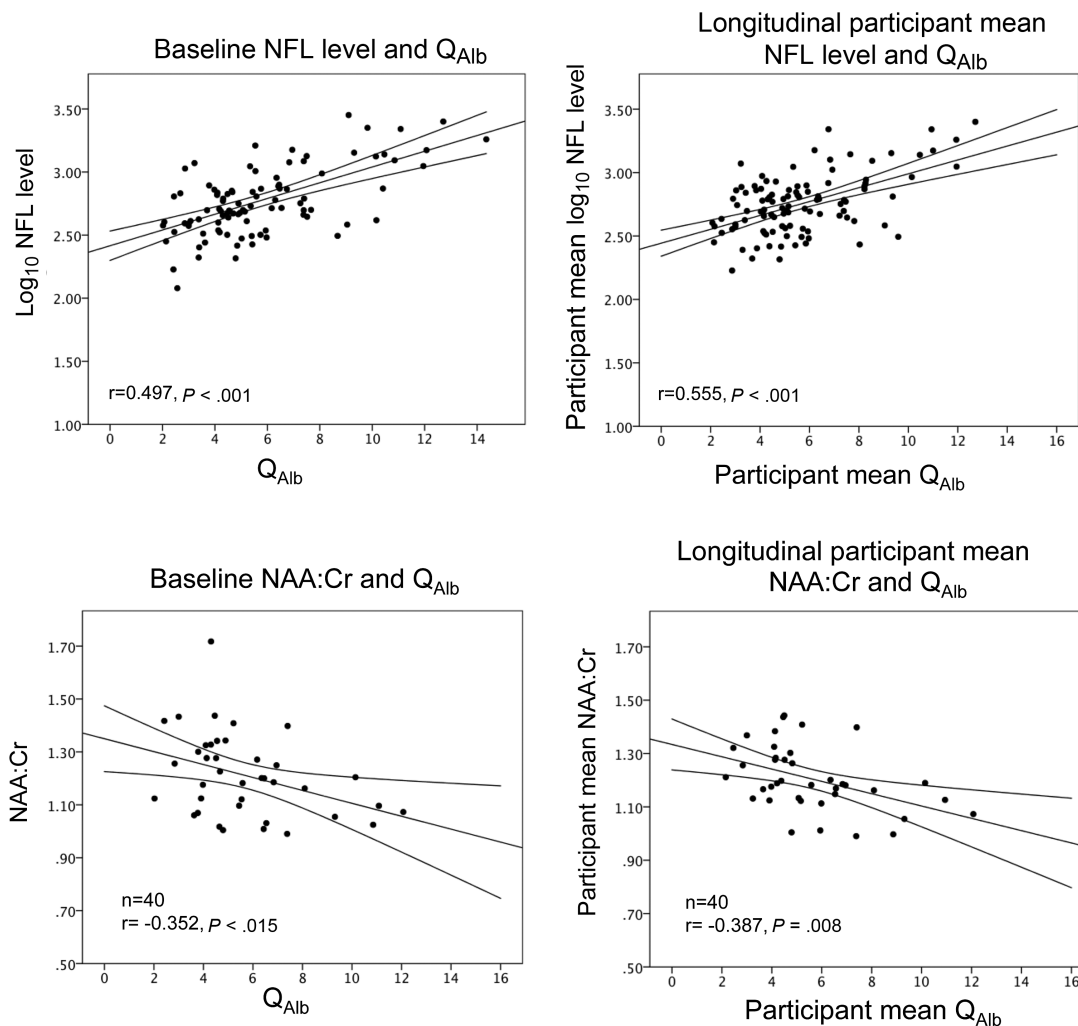 Baseline NFL level and QAlb
Log10 NFL level
3.50
3.00
2.50
2.00
1.50
1.00
r=0.497, P < .001
0 2 4 6 8 10 12 14
QAlb
Longitudinal participant mean
NFL level and QAlb
Participant mean log10 NFL level
3.50
3.00
2.50
2.00
1.50
1.00
r=0.555, P < .001
0 2 4 6 8 10 12 14 16
Participant mean QAlb
Baseline NAA:Cr and QAlb
NAA:Cr
1.70
1.50
1.30
1.10
.90
.70
.50
n=40
r= -0.352, P < .015
0 2 4 6 8 10 12 14 16
QAlb
Longitudinal participant mean
NAA:Cr and QAlb
Participant mean NAA:Cr
1.70
1.50
1.30
1.10
.90
.70
.50
n=40
r= -0.387, P = .008
0 2 4 6 8 10 12 14 16
Participant mean QAlb